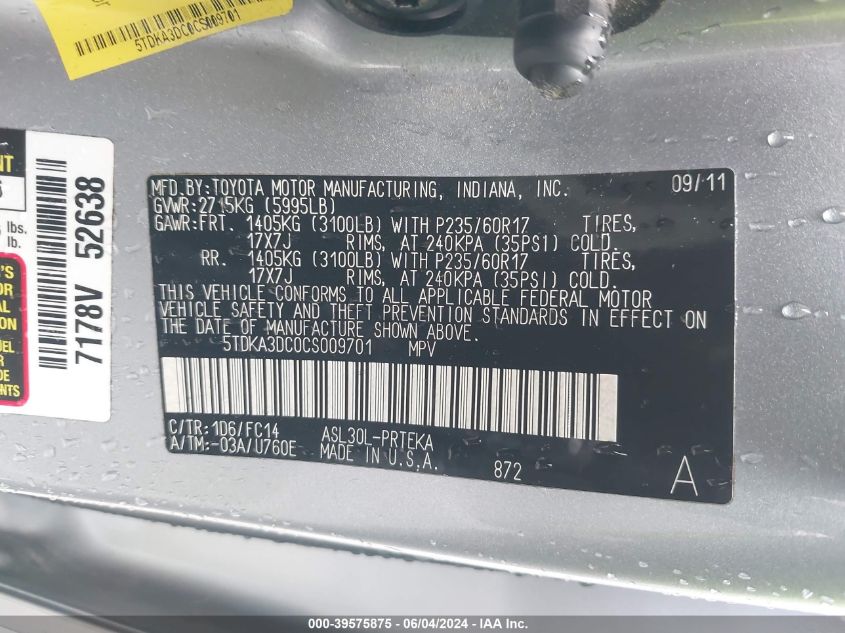 5TDKA3DC0CS009701
7178V 52638
lb.
MFD.BY:TOYOTA MOTOR MANUFACTURING, INDIANA, INC. 09/11
GVWR:2715KG (5995LB)
GAWR:FRT. 1405KG (3100LB) WITH P235/60R17 TIRES,
17X7J RIMS, AT 240KPA (35PSI) COLD.
RR. 1405KG (3100LB) WITH P235/60R17 TIRES,
17X7J RIMS, AT 240KPA (35PSI) COLD.
THIS VEHICLE CONFORMS TO ALL APPLICABLE FEDERAL MOTOR
VEHICLE SAFETY AND THEFT PREVENTION STANDARDS IN EFFECT ON
THE DATE OF MANUFACTURE SHOWN ABOVE.
5TDKA3DC0CS009701 MPV
C/TR:1D6/FC14 ASL30L-PRTEKA
A/TM:-03A/U760E MADE IN U.S.A.
872 A
000-39575875 - 06/04/2024 - IAA Inc.